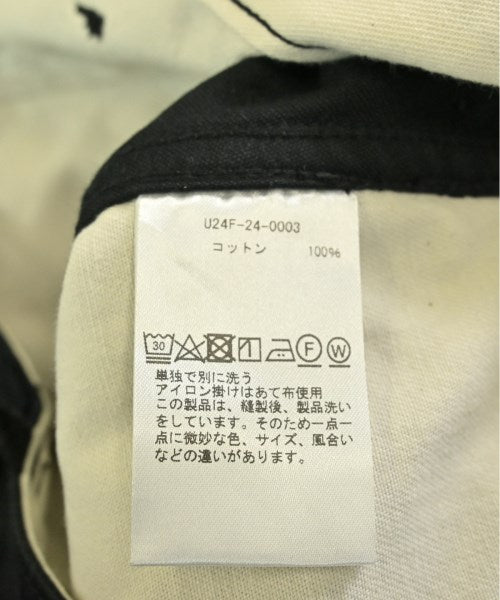 U24F-24-0003
コットン 100%
30 F W
単独で別に洗う
アイロン掛けはあて布使用
この製品は、縫製後、製品洗い
をしています。そのため一点一
点に微妙な色、サイズ、風合い
などの違いがあります。